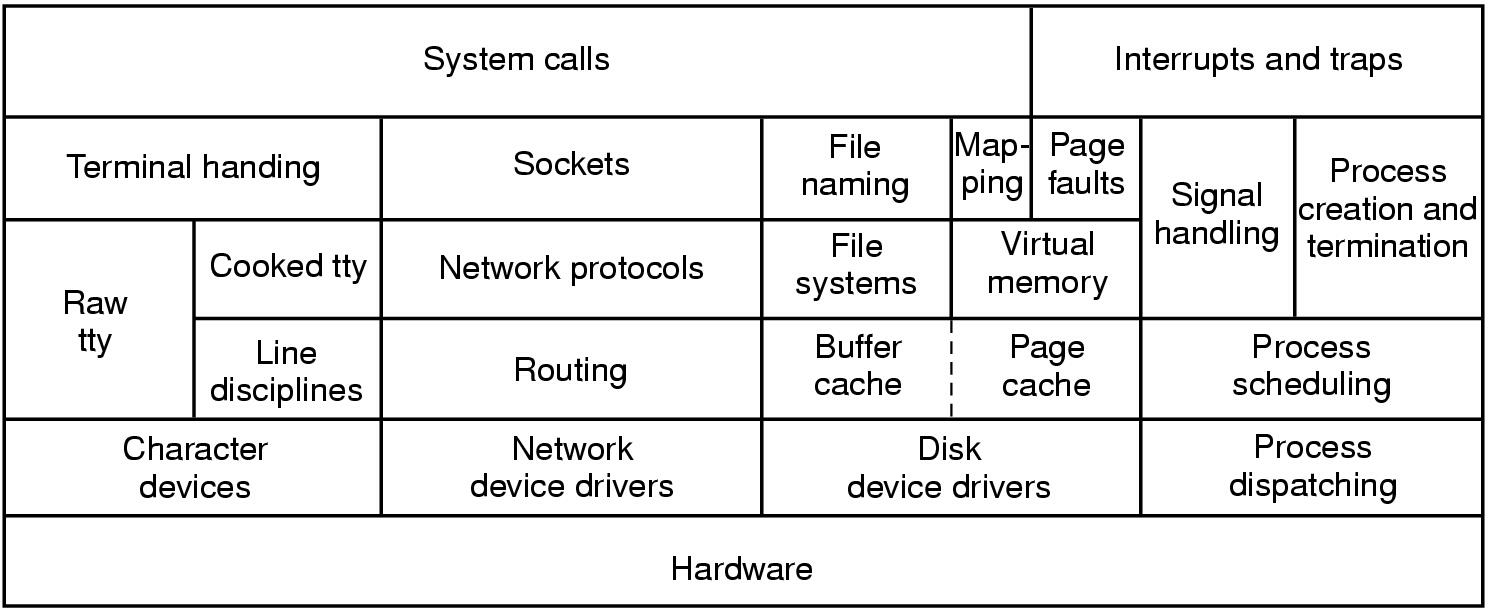 System calls
Interrupts and traps
Terminal handing
Sockets
File
naming
Map-
ping
Page
faults
Signal
handling
Process
creation and
termination
Raw
tty
Cooked tty
Network protocols
File
systems
Virtual
memory
Line
disciplines
Routing
Buffer
cache
Page
cache
Process
scheduling
Character
devices
Network
device drivers
Disk
device drivers
Process
dispatching
Hardware